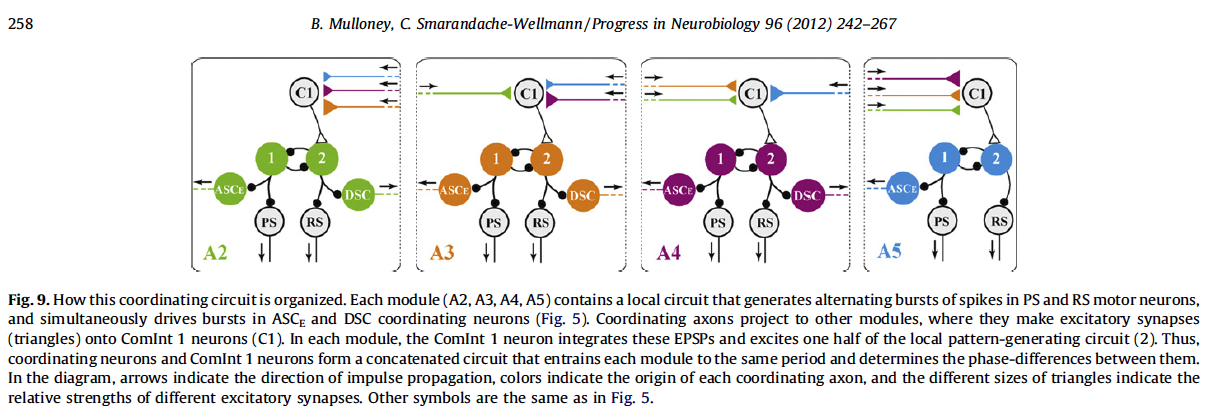 258
B. Mulloney, C. Smarandache-Wellmann / Progress in Neurobiology 96 (2012) 242–267
C1 C1 C1 C1
1 2 1 2 1 2 1 2
ASCE DSC ASCE DSC ASCE DSC ASCE
PS RS PS RS PS RS PS RS
A2 A3 A4 A5
Fig. 9. How this coordinating circuit is organized. Each module (A2, A3, A4, A5) contains a local circuit that generates alternating bursts of spikes in PS and RS motor neurons,
and simultaneously drives bursts in ASCE and DSC coordinating neurons (Fig. 5). Coordinating axons project to other modules, where they make excitatory synapses
(triangles) onto ComInt 1 neurons (C1). In each module, the ComInt 1 neuron integrates these EPSPs and excites one half of the local pattern-generating circuit (2). Thus,
coordinating neurons and ComInt 1 neurons form a concatenated circuit that entrains each module to the same period and determines the phase-differences between them.
In the diagram, arrows indicate the direction of impulse propagation, colors indicate the origin of each coordinating axon, and the different sizes of triangles indicate the
relative strengths of different excitatory synapses. Other symbols are the same as in Fig. 5.